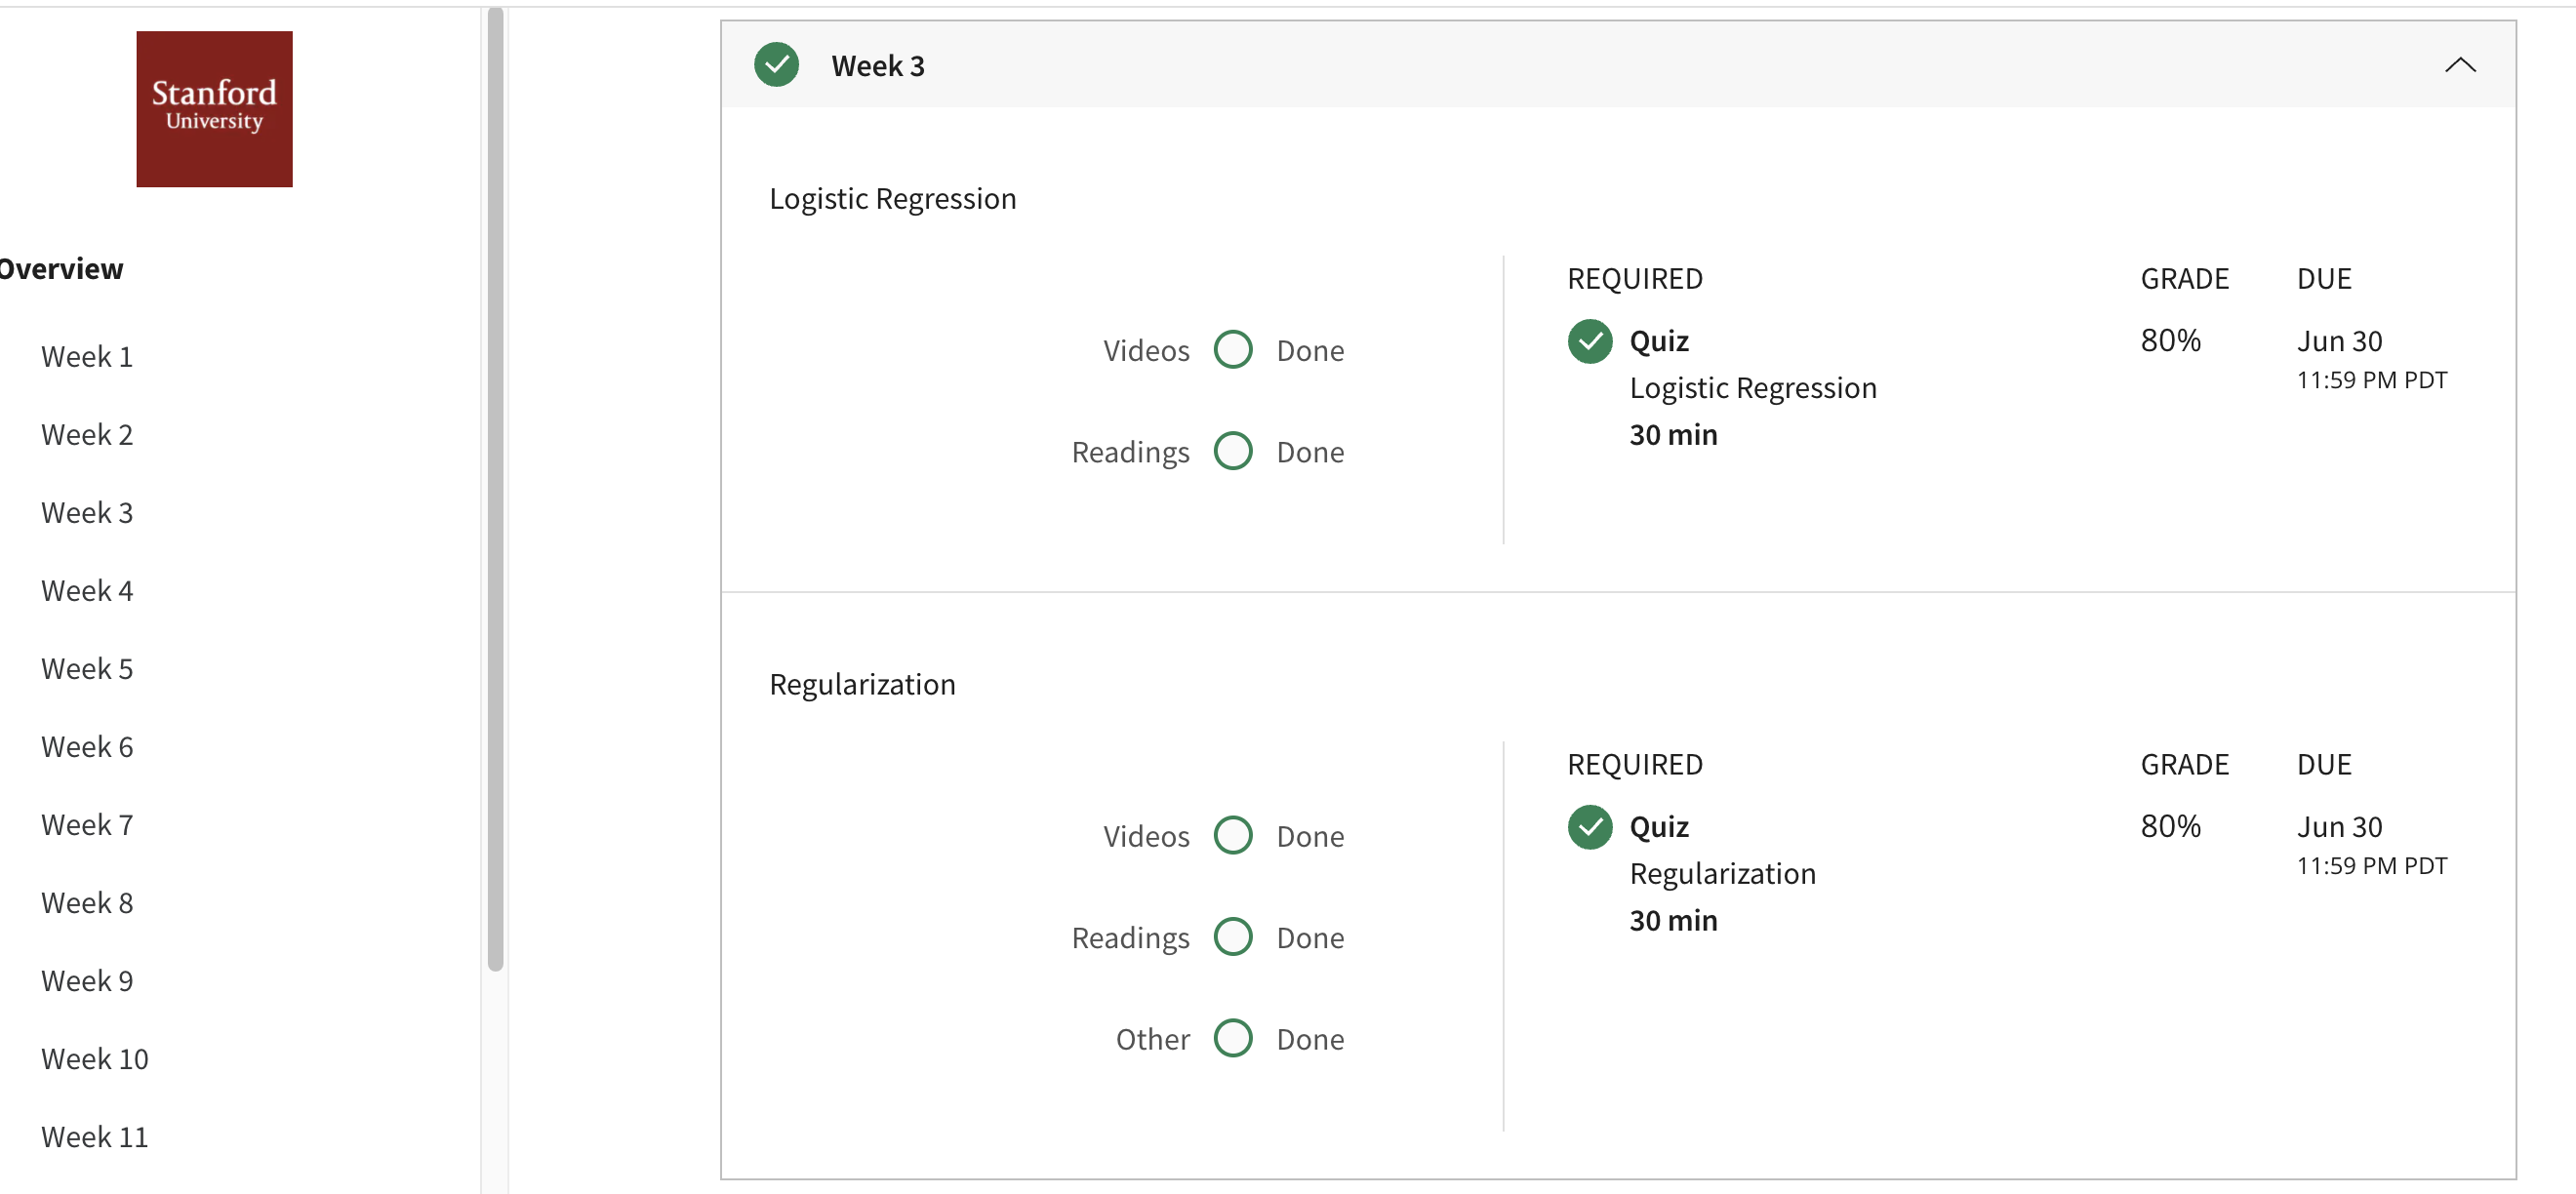 Stanford
University
Overview
Week 1
Week 2
Week 3
Week 4
Week 5
Week 6
Week 7
Week 8
Week 9
Week 10
Week 11
Week 3
Logistic Regression
Videos Done
Readings Done
REQUIRED GRADE DUE
Quiz 80% Jun 30
11:59 PM PDT
Logistic Regression
30 min
Regularization
Videos Done
Readings Done
Other Done
REQUIRED GRADE DUE
Quiz 80% Jun 30
11:59 PM PDT
Regularization
30 min